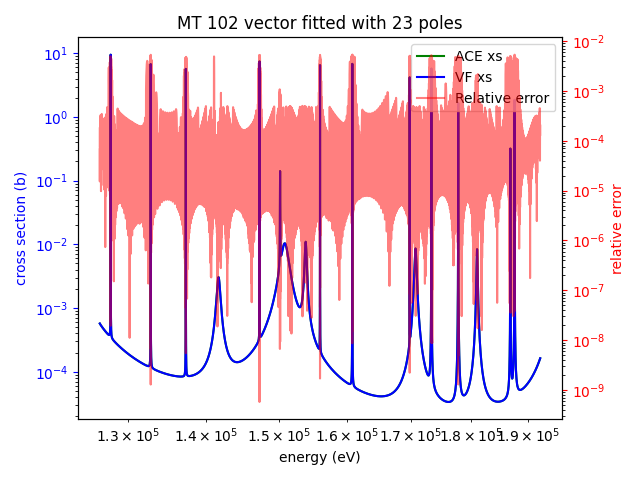 MT 102 vector fitted with 23 poles
ACE xs
VF xs
Relative error
cross section (b)
10¹
10⁰
10⁻¹
10⁻²
10⁻³
10⁻⁴
relative error
10⁻²
10⁻³
10⁻⁴
10⁻⁵
10⁻⁶
10⁻⁷
10⁻⁸
10⁻⁹
1.3 × 10⁵ 1.4 × 10⁵ 1.5 × 10⁵ 1.6 × 10⁵ 1.7 × 10⁵ 1.8 × 10⁵ 1.9 × 10⁵
energy (eV)